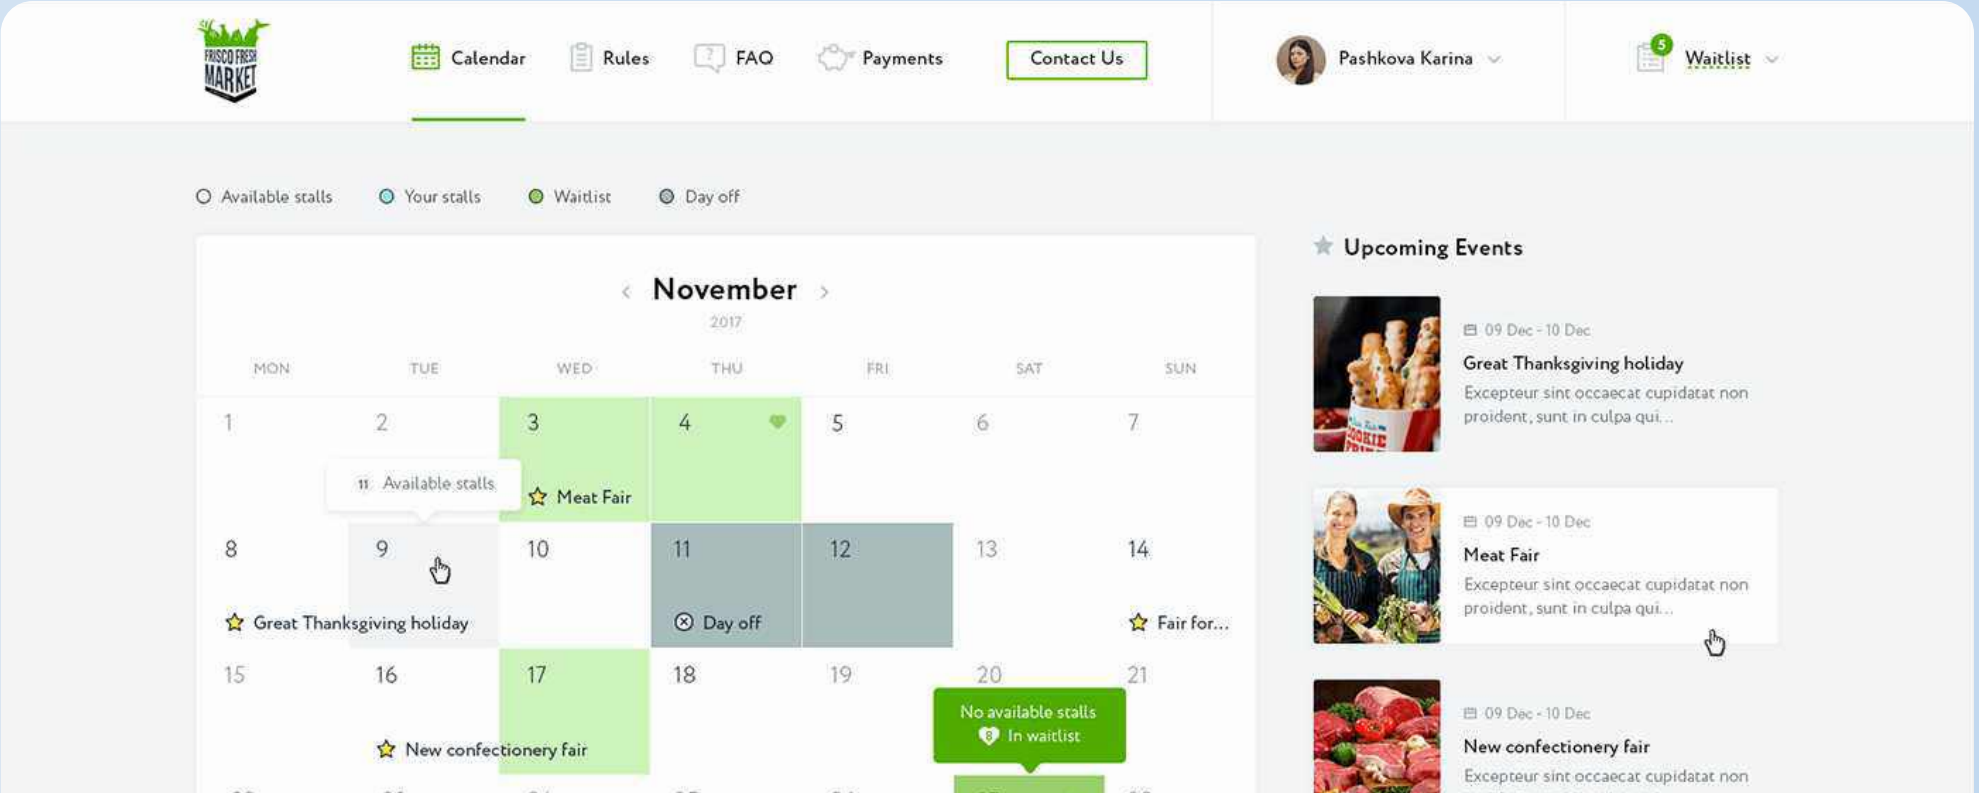 FRISCO FRESH
MARKET
Calendar
Rules
?
FAQ
Payments
Contact Us
Pashkova Karina
5
Waitlist
Available stalls
Your stalls
Waitlist
Day off
November
2017
MON TUE WED THU FRI SAT SUN
1 2 3 4 5 6 7
11 Available stalls
Meat Fair
8 9 10 11 12 13 14
Great Thanksgiving holiday
Day off
Fair for...
15 16 17 18 19 20 21
No available stalls
8 In waitlist
New confectionery fair
Upcoming Events
COOKIE
09 Dec - 10 Dec
Great Thanksgiving holiday
Excepteur sint occaecat cupidatat non
proident, sunt in culpa qui...
09 Dec - 10 Dec
Meat Fair
Excepteur sint occaecat cupidatat non
proident, sunt in culpa qui...
09 Dec - 10 Dec
New confectionery fair
Excepteur sint occaecat cupidatat non